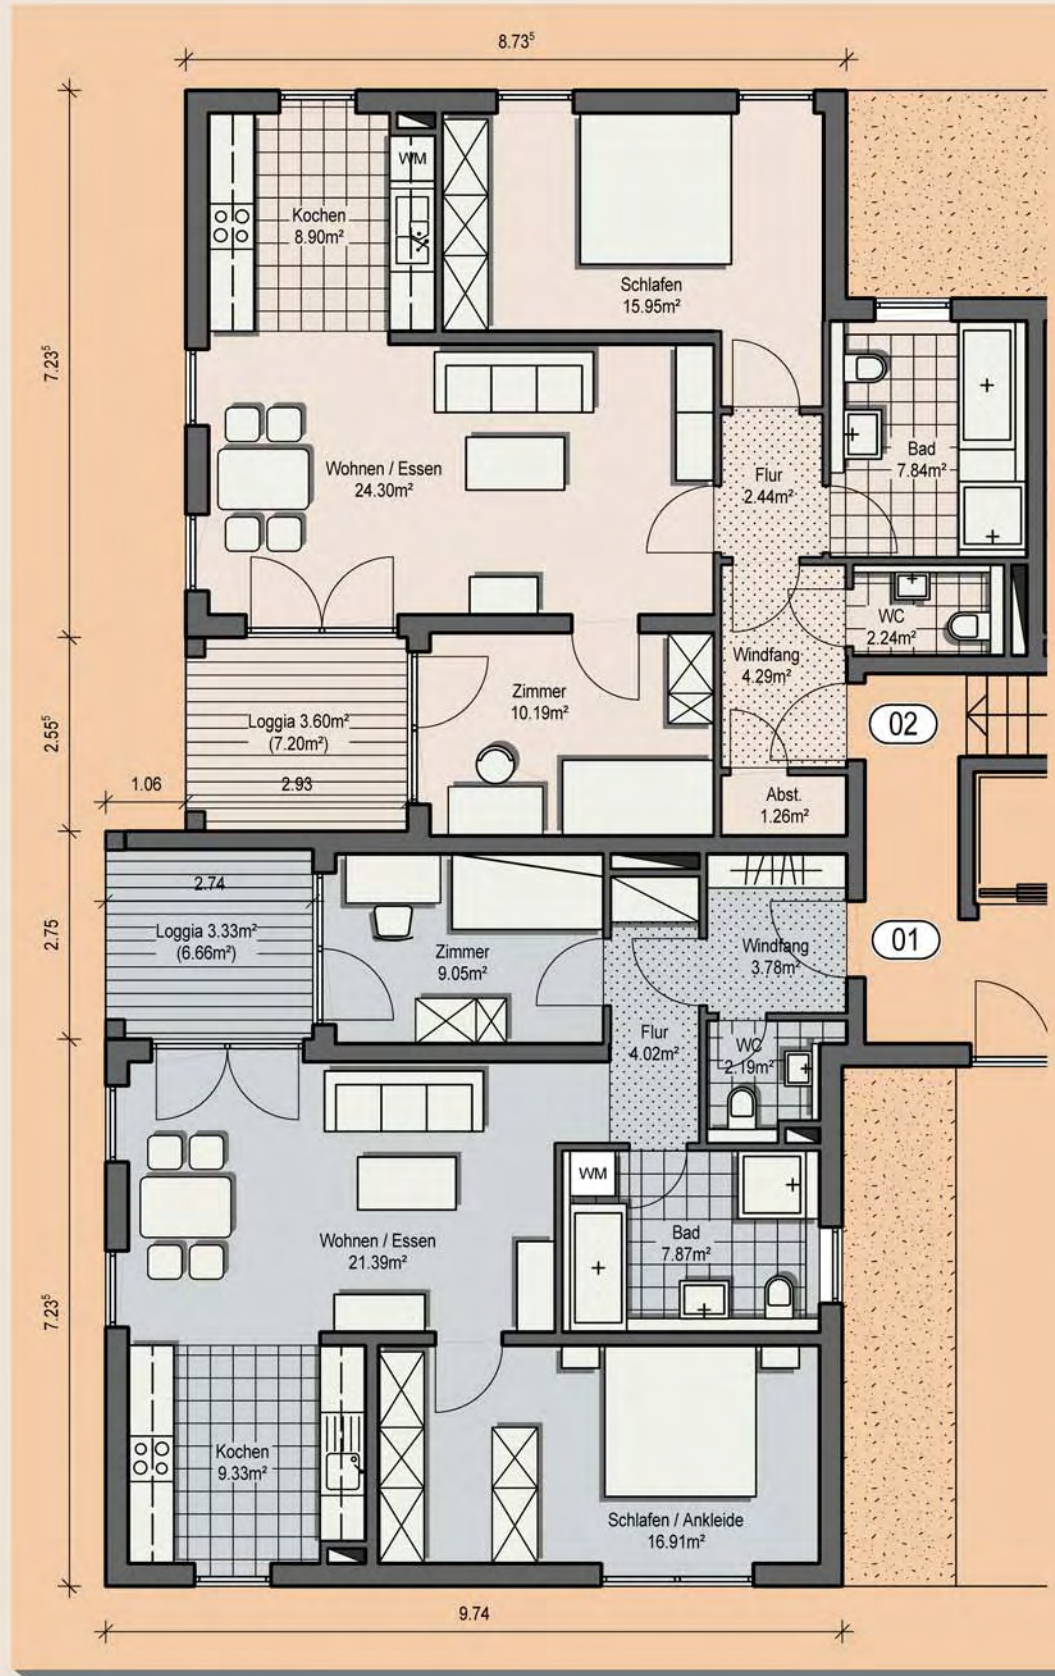 8.73⁵
WM
Kochen
8.90m²
Schlafen
15.95m²
7.23⁵
Bad
7.84m²
Wohnen / Essen
24.30m²
Flur
2.44m²
WC
2.24m²
Windfang
4.29m²
Zimmer
10.19m²
Loggia 3.60m²
(7.20m²)
02
2.55⁵
1.06
2.93
Abst.
1.26m²
2.74
2.75
Loggia 3.33m²
(6.66m²)
Zimmer
9.05m²
Windfang
3.78m²
01
Flur
4.02m²
WC
2.19m²
WM
Bad
7.87m²
Wohnen / Essen
21.39m²
7.23⁵
Kochen
9.33m²
Schlafen / Ankleide
16.91m²
9.74